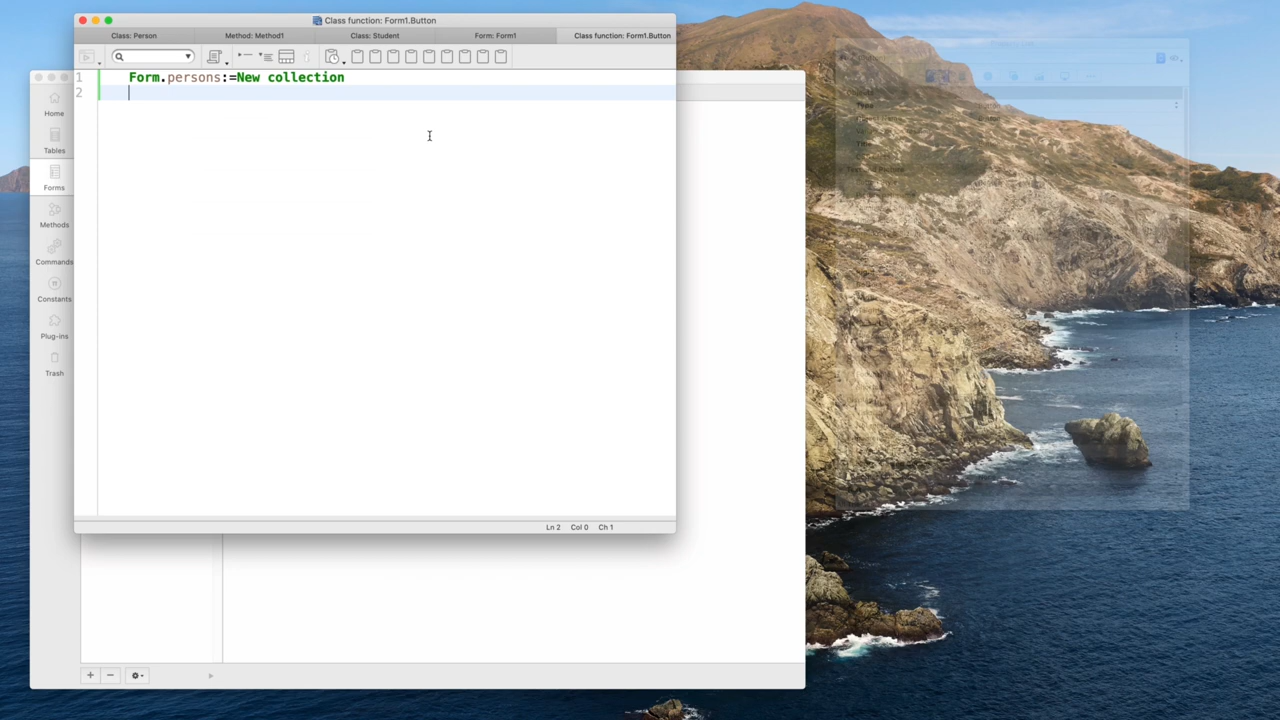 Class function: Form1.Button
Class: Person
Method: Method1
Class: Student
Form: Form1
Class function: Form1.Button
1 Form.persons:=New collection
2
Home
Tables
Forms
Methods
Commands
Constants
Plug-ins
Trash
Ln 2 Col 0 Ch 1